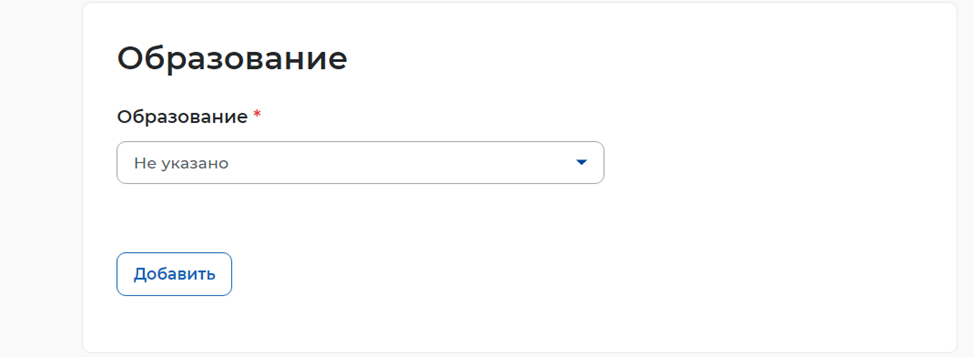 Образование
Образование *
Не указано
Добавить